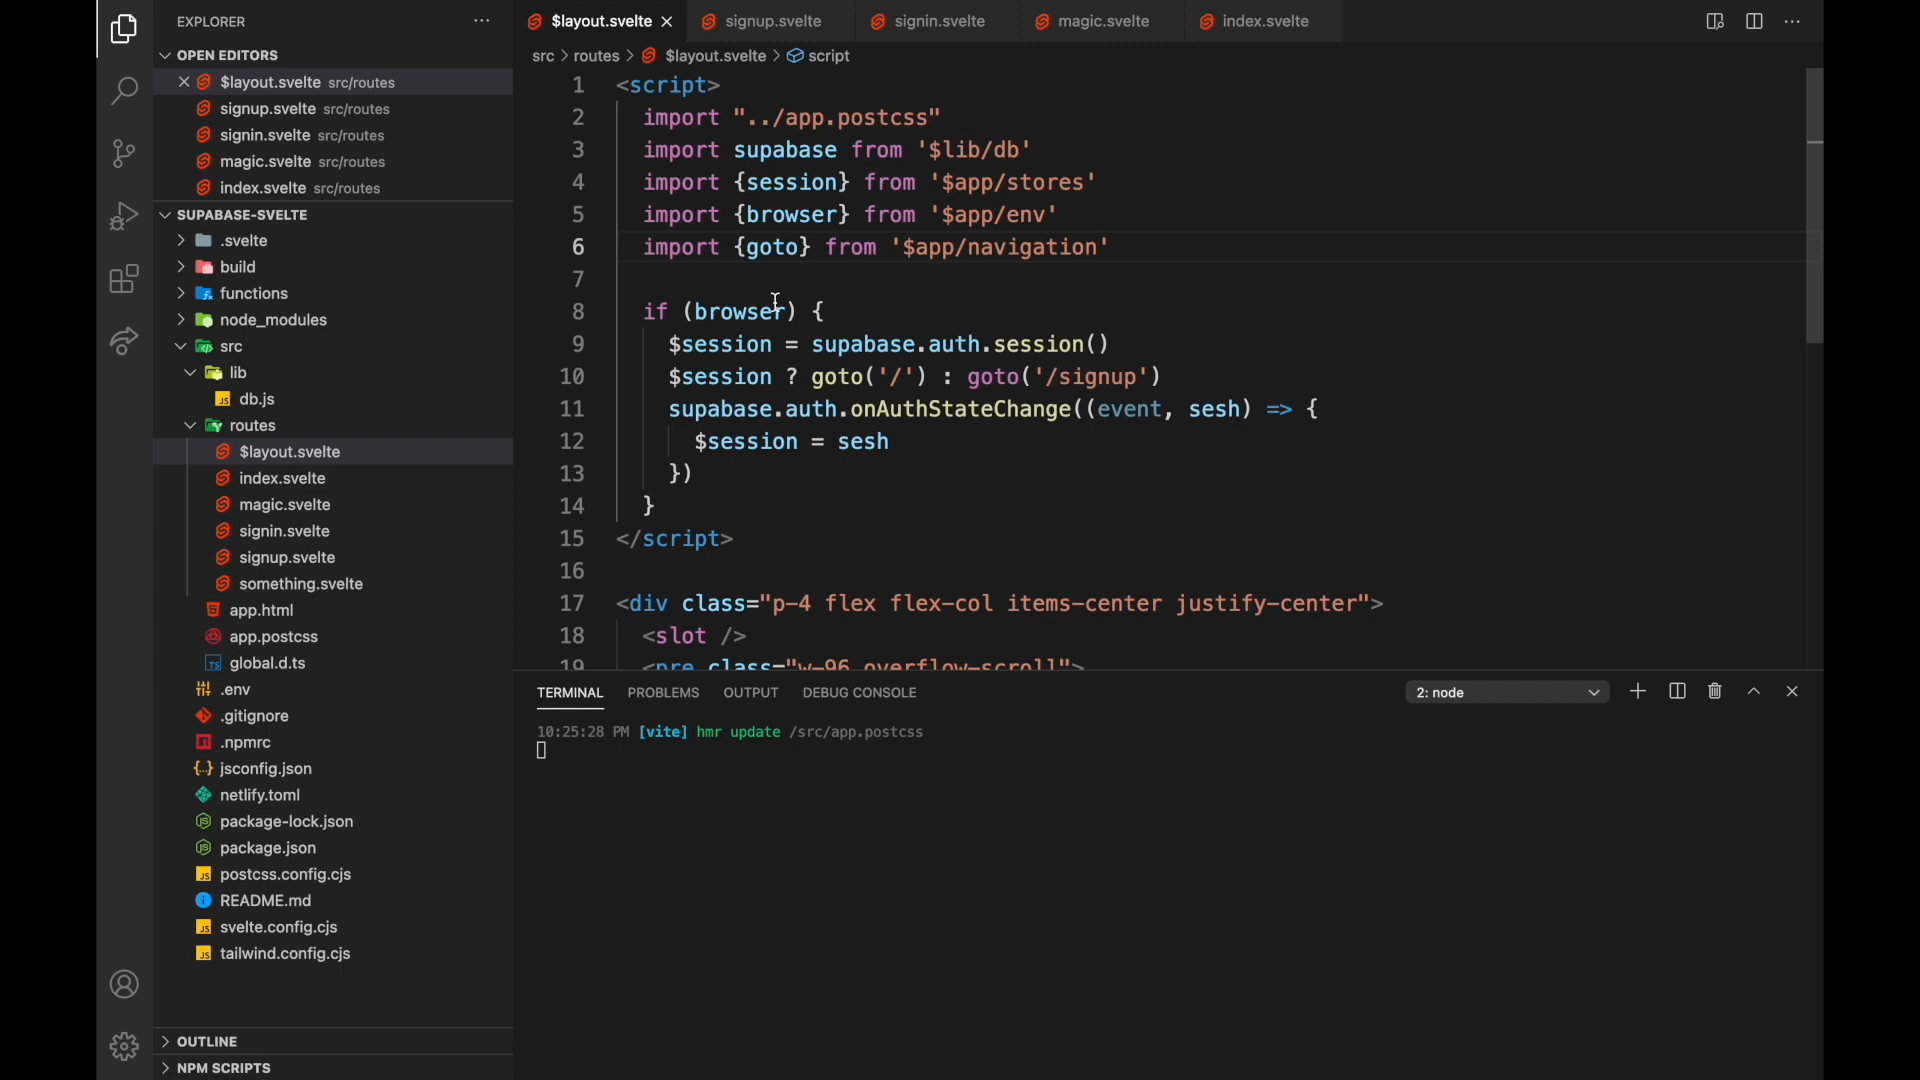 EXPLORER
OPEN EDITORS
$layout.svelte src/routes
signup.svelte src/routes
signin.svelte src/routes
magic.svelte src/routes
index.svelte src/routes
SUPABASE-SVELTE
.svelte
build
functions
node_modules
src
lib
db.js
routes
$layout.svelte
index.svelte
magic.svelte
signin.svelte
signup.svelte
something.svelte
app.html
app.postcss
global.d.ts
.env
.gitignore
.npmrc
jsconfig.json
netlify.toml
package-lock.json
package.json
postcss.config.cjs
README.md
svelte.config.cjs
tailwind.config.cjs
OUTLINE
NPM SCRIPTS
$layout.svelte signup.svelte signin.svelte magic.svelte index.svelte
src > routes > $layout.svelte > script
1 <script>
2 import "../app.postcss"
3 import supabase from '$lib/db'
4 import {session} from '$app/stores'
5 import {browser} from '$app/env'
6 import {goto} from '$app/navigation'
7
8 if (browser) {
9 $session = supabase.auth.session()
10 $session ? goto('/') : goto('/signup')
11 supabase.auth.onAuthStateChange((event, sesh) => {
12 $session = sesh
13 })
14 }
15 </script>
16
17 <div class="p-4 flex flex-col items-center justify-center">
18 <slot />
19 <pre class="w-96 overflow-scroll">
TERMINAL PROBLEMS OUTPUT DEBUG CONSOLE 2: node
10:25:28 PM [vite] hmr update /src/app.postcss